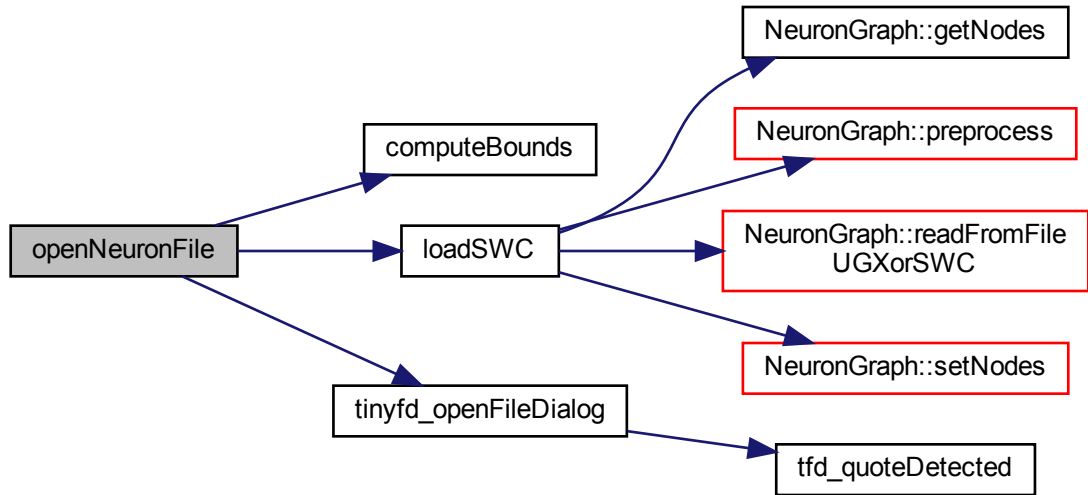 openNeuronFile
computeBounds
loadSWC
tinyfd_openFileDialog
NeuronGraph::getNodes
NeuronGraph::preprocess
NeuronGraph::readFromFile
UGXorSWC
NeuronGraph::setNodes
tfd_quoteDetected